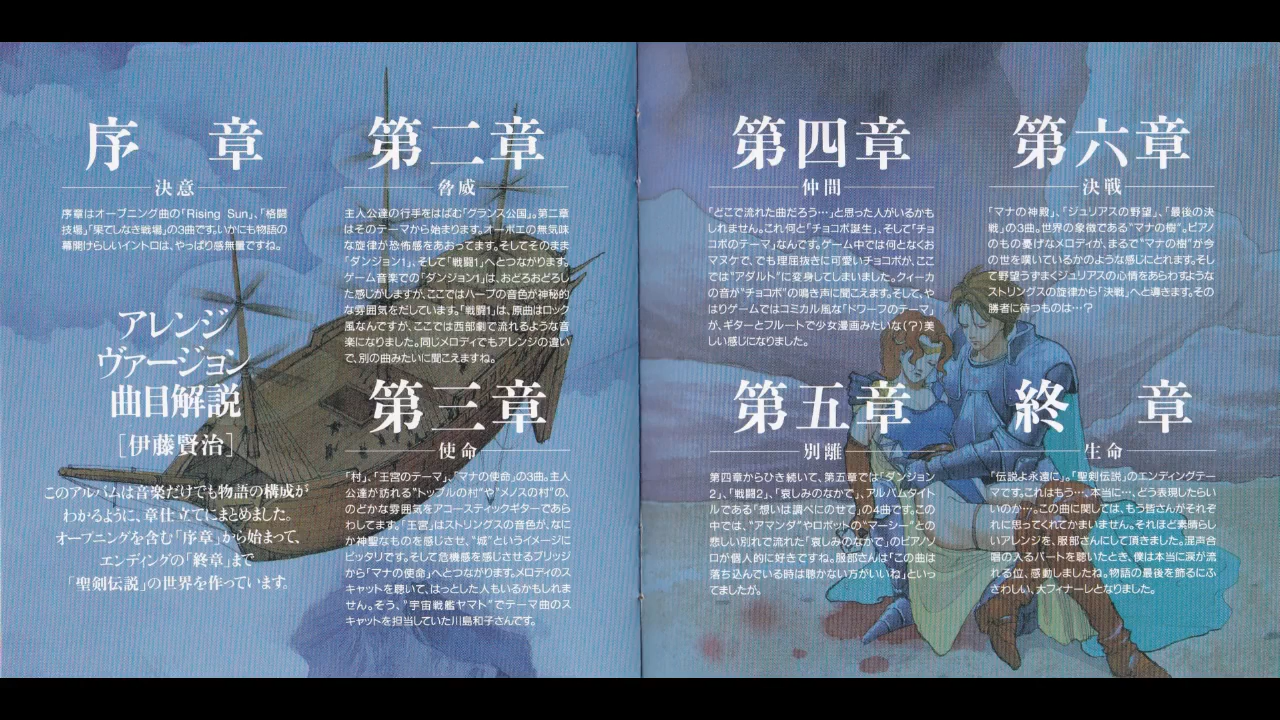 序　章
決意
序章はオープニング曲の「Rising Sun」、「格闘
技場」「果てしなき戦場」の3曲です。いかにも物語の
幕開けらしいイントロは、やっぱり感無量ですね。
アレンジ
ヴァージョン
曲目解説
［伊藤賢治］
このアルバムは音楽だけでも物語の構成が
わかるように、章仕立てにまとめました。
オープニングを含む「序章」から始まって、
エンディングの「終章」まで
「聖剣伝説」の世界を作っています。
第二章
脅威
主人公達の行手をはばむ「グランス公国」。第二章
はそのテーマから始まります。オーボエの無気味
な旋律が恐怖感をあおってます。そしてそのまま
「ダンジョン1」、そして「戦闘1」へとつながります。
ゲーム音楽での「ダンジョン1」は、おどろおどろし
た感じがしますが、ここではハープの音色が神秘的
な雰囲気をだしています。「戦闘1」は、原曲はロック
風なんですが、ここでは西部劇で流れるような音
楽になりました。同じメロディでもアレンジの違い
で、別の曲みたいに聞こえますね。
第三章
使命
「村」、「王宮のテーマ」、「マナの使命」の3曲。主人
公達が訪れる"トップルの村"や"メノスの村"の、
のどかな雰囲気をアコースティックギターであら
わしてます。「王宮」はストリングスの音色が、なに
か神聖なものを感じさせ、"城"というイメージに
ピッタリです。そして危機感を感じさせるブリッジ
から「マナの使命」へとつながります。メロディのス
キャットを聴いて、はっとした人もいるかもしれま
せん。そう、"宇宙戦艦ヤマト"でテーマ曲のス
キャットを担当していた川島和子さんです。
第四章
仲間
「どこで流れた曲だろう…」と思った人がいるかも
しれません。これ何と「チョコボ誕生」、そして「チョ
コボのテーマ」なんです。ゲーム中では何となくお
マヌケで、でも理屈抜きに可愛いチョコボが、ここ
では"アダルト"に変身してしまいました。クィーカ
の音が"チョコボ"の鳴き声に聞こえます。そして、や
はりゲームではコミカル風な「ドワーフのテーマ」
が、ギターとフルートで少女漫画みたいな(?)美
しい感じになりました。
第五章
別離
第四章からひき続いて、第五章では「ダンジョン
2」、「戦闘2」、「哀しみのなかで」、アルバムタイト
ルである「想いは調べにのせて」の4曲です。この
中では、"アマンダ"やロボットの"マーシー"との
悲しい別れで流れた「哀しみのなかで」のピアノソ
ロが個人的に好きですね。服部さんは「この曲は
落ち込んでいる時は聴かない方がいいね」といっ
てましたが。
第六章
決戦
「マナの神殿」、「ジュリアスの野望」、「最後の決
戦」の3曲。世界の象徴である"マナの樹"。ピアノ
のもの憂げなメロディが、まるで"マナの樹"が今
の世を嘆いているかのような感じにとれます。そし
て野望うずまくジュリアスの心情をあらわすような
ストリングスの旋律から「決戦」へと導きます。その
勝者に待つものは…?
終　章
生命
「伝説よ永遠に」。「聖剣伝説」のエンディングテー
マです。これはもう…、本当に…、どう表現したらい
いのか…。この曲に関しては、もう皆さんがそれぞ
れに思ってくれてかまいません。それほど素晴らし
いアレンジを、服部さんにして頂きました。混声合
唱の入るパートを聴いたとき、僕は本当に涙が流
れる位、感動しましたね。物語の最後を飾るにふ
さわしい、大フィナーレとなりました。